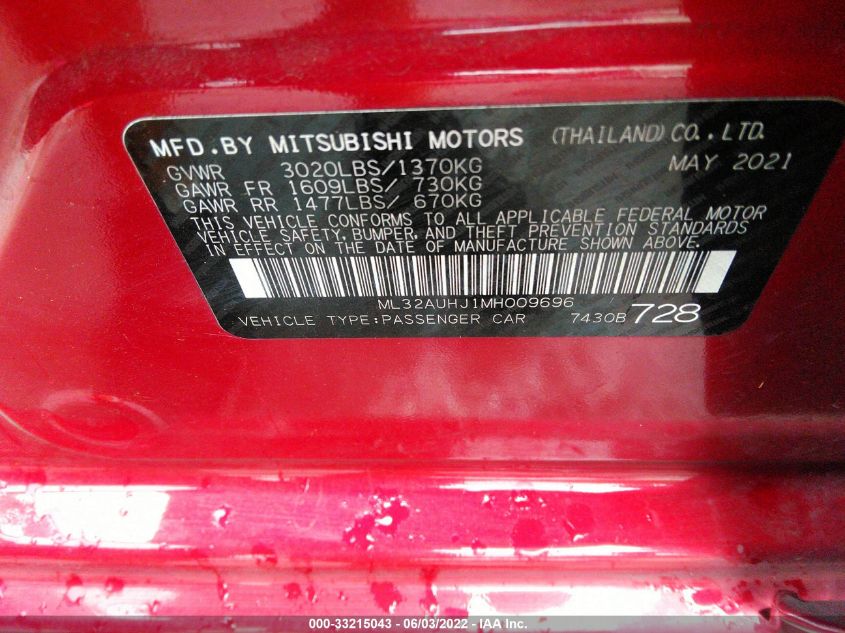 MFD.BY MITSUBISHI MOTORS (THAILAND)CO.,LTD.
GVWR 3020LBS/1370KG MAY 2021
GAWR FR 1609LBS/ 730KG
GAWR RR 1477LBS/ 670KG
THIS VEHICLE CONFORMS TO ALL APPLICABLE FEDERAL MOTOR
VEHICLE SAFETY, BUMPER, AND THEFT PREVENTION STANDARDS
IN EFFECT ON THE DATE OF MANUFACTURE SHOWN ABOVE.
ML32AUHJ1MH009696
VEHICLE TYPE:PASSENGER CAR 7430B 728
000-33215043 - 06/03/2022 - IAA Inc.